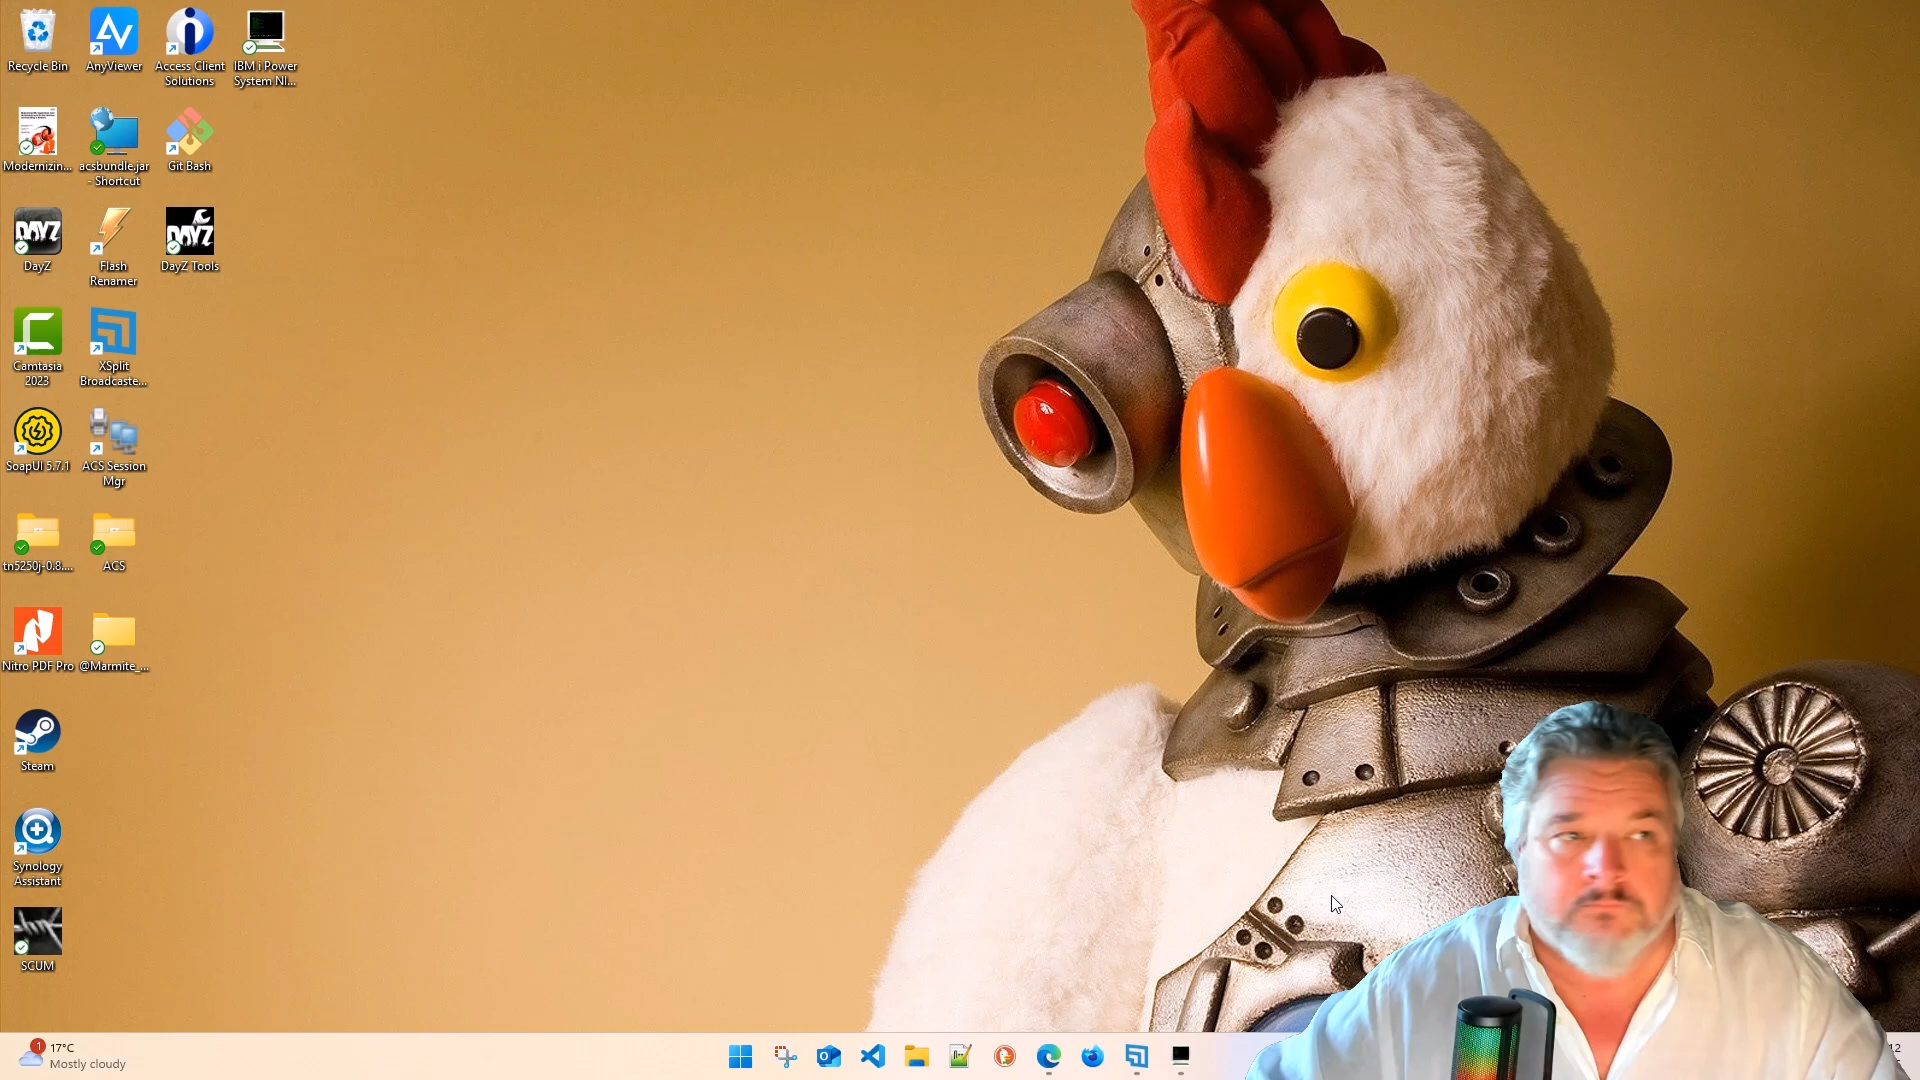 Recycle Bin
AnyViewer
Access Client
Solutions
IBM i Power
System NI...
Modernizin...
acsbundle.jar
- Shortcut
Git Bash
DAYZ
DayZ
Flash
Renamer
DAYZ
DayZ Tools
Camtasia
2023
XSplit
Broadcaste...
SoapUI 5.7.1
ACS Session
Mgr
tn5250j-0.8....
ACS
Nitro PDF Pro
@Marmite_...
Steam
Synology
Assistant
SCUM
1
17°C
Mostly cloudy
12